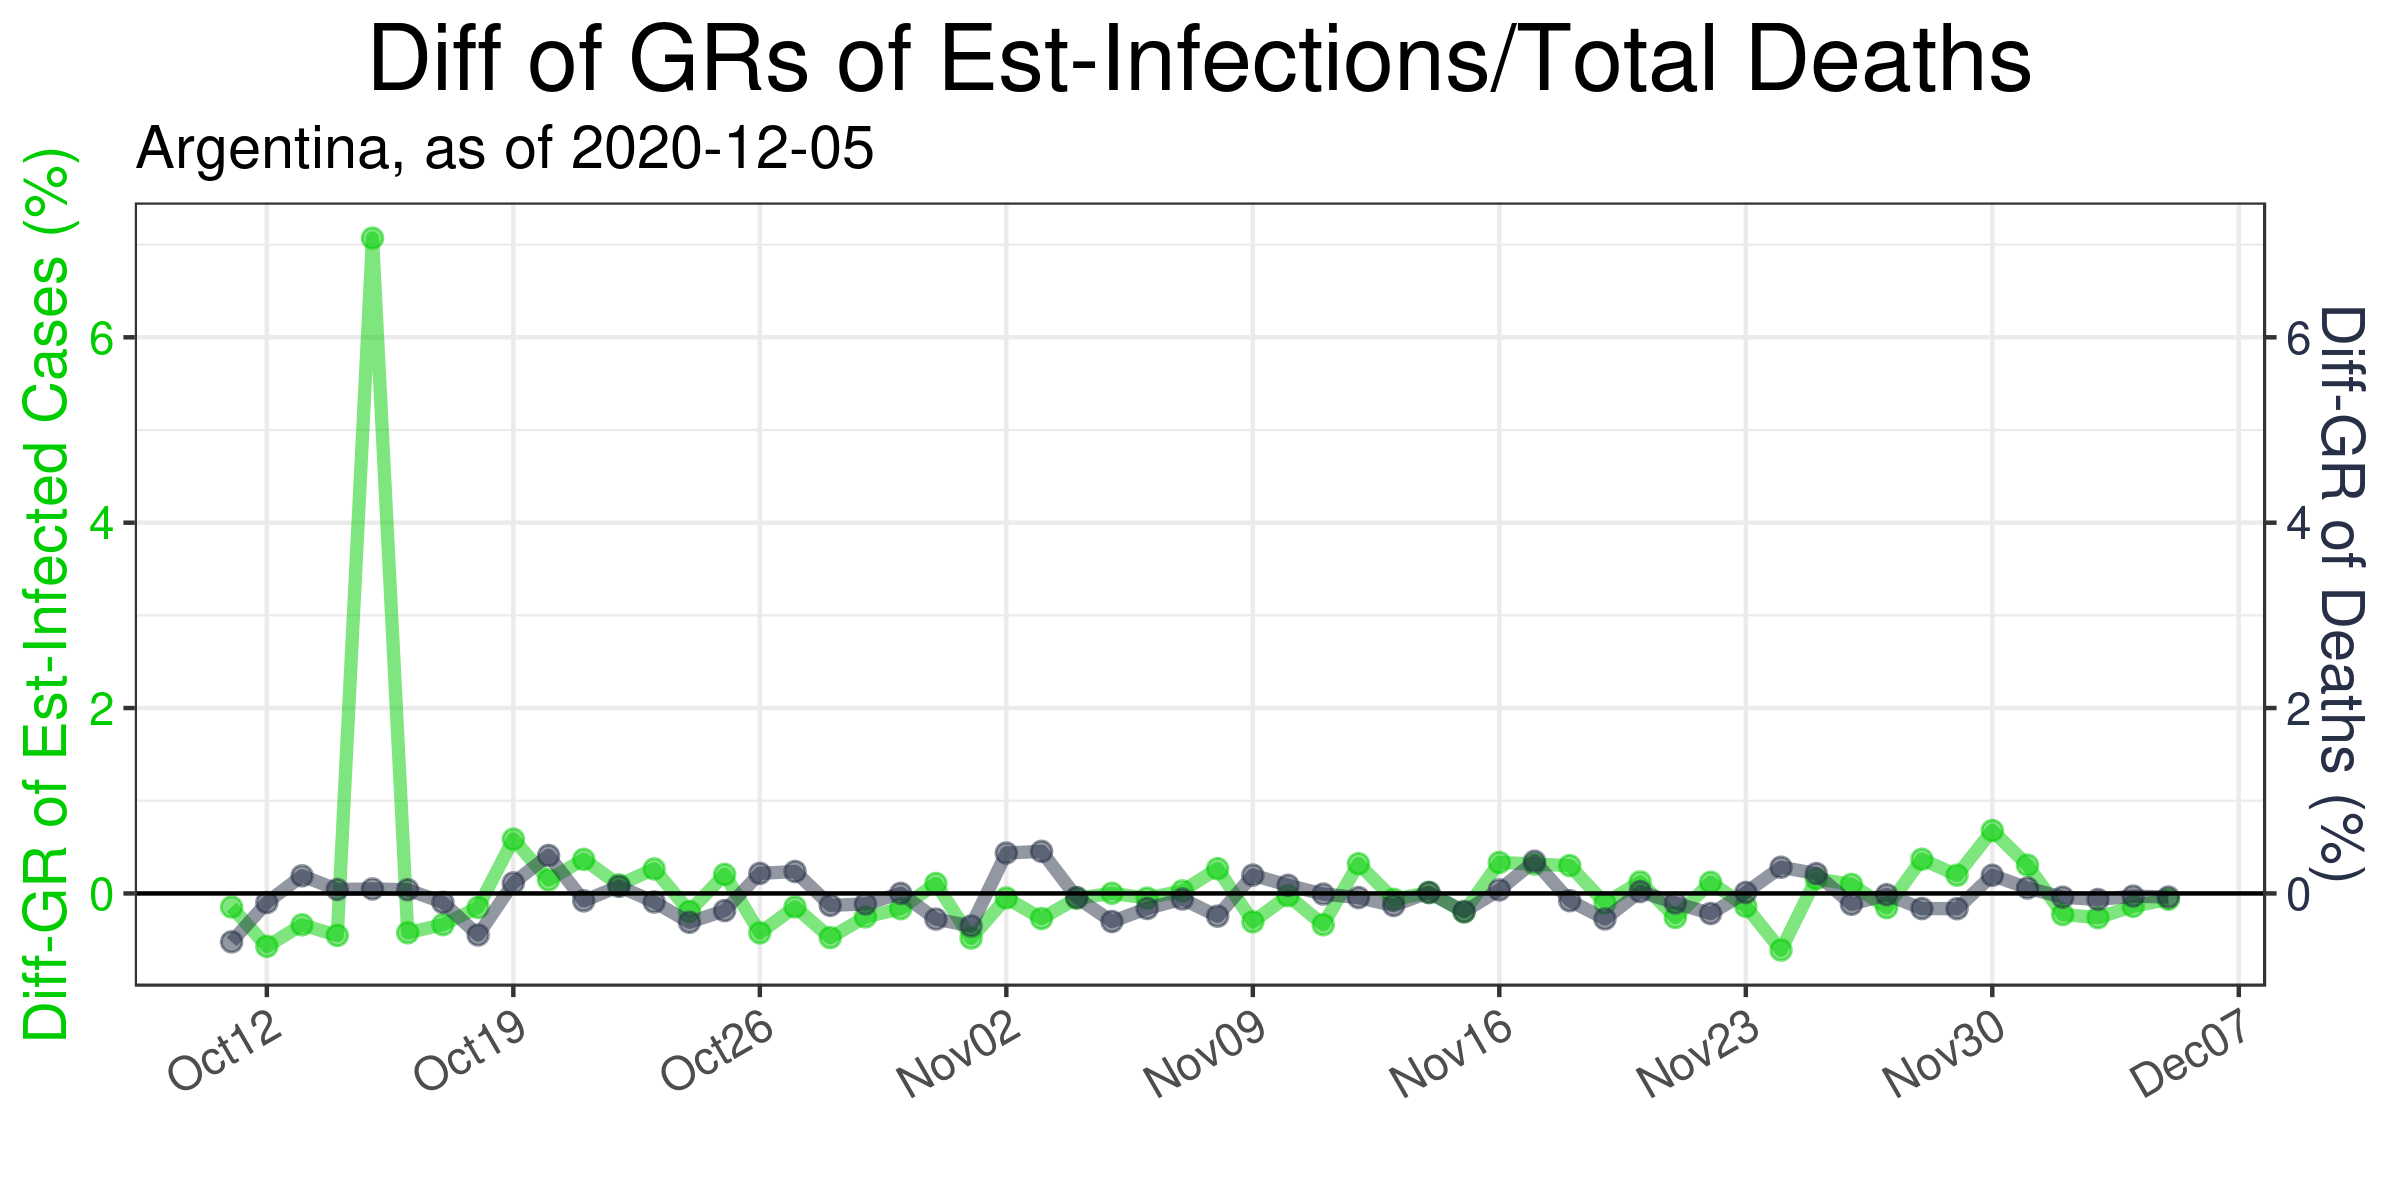 Diff of GRs of Est-Infections/Total Deaths
Argentina, as of 2020-12-05
Diff-GR of Est-Infected Cases (%)
6
4
2
0
6
4
2
0
Diff-GR of Deaths (%)
Oct12
Oct19
Oct26
Nov02
Nov09
Nov16
Nov23
Nov30
Dec07